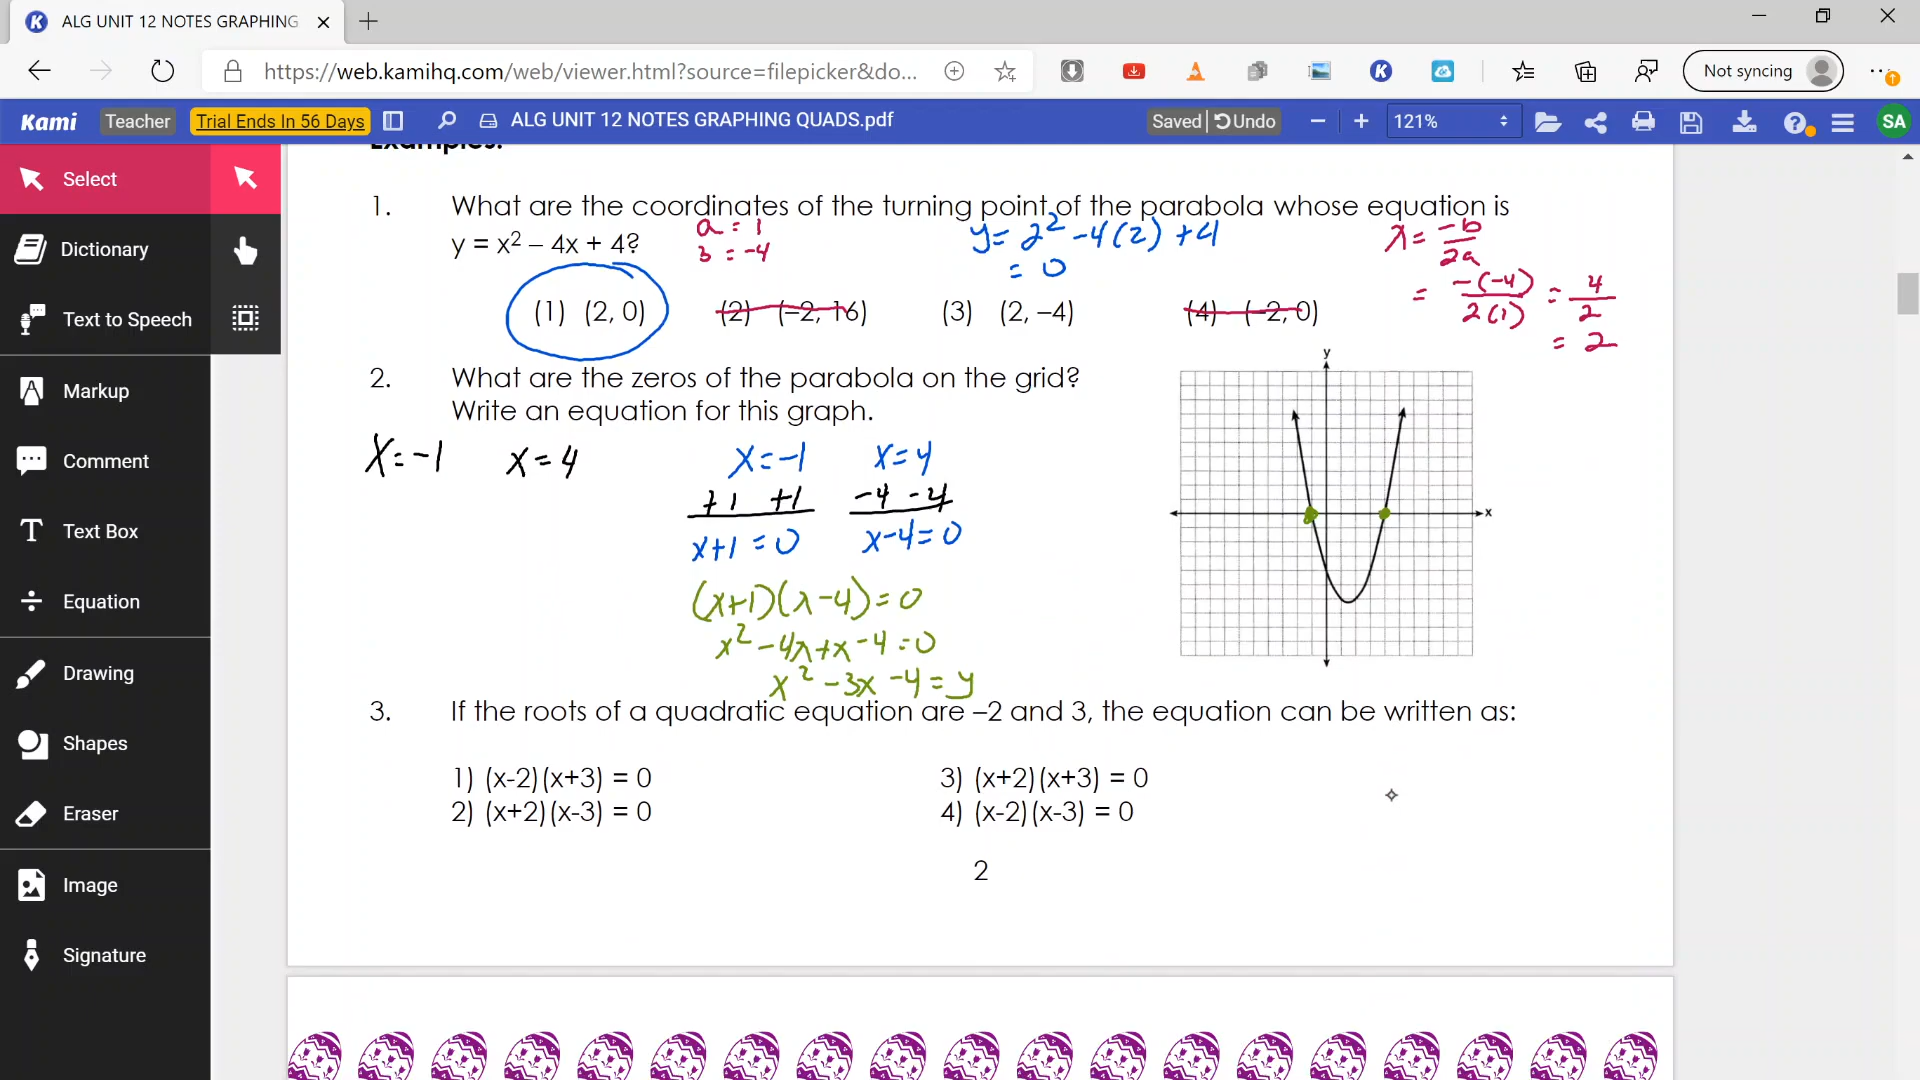 ALG UNIT 12 NOTES GRAPHING
https://web.kamihq.com/web/viewer.html?source=filepicker&do...
Not syncing
Kami
Teacher
Trial Ends In 56 Days
ALG UNIT 12 NOTES GRAPHING QUADS.pdf
Saved
Undo
121%
SA
Select
Dictionary
Text to Speech
Markup
Comment
Text Box
Equation
Drawing
Shapes
Eraser
Image
Signature
Examples:
1. What are the coordinates of the turning point of the parabola whose equation is
y = x² – 4x + 4?
a = 1
b = -4
y = 2² -4(2) +4
= 0
x = -b/2a
= -(-4)/2(1) = 4/2
= 2
(1) (2, 0) (2) (–2, 16) (3) (2, –4) (4) (–2, 0)
2. What are the zeros of the parabola on the grid?
Write an equation for this graph.
x = -1 x = 4
x = -1 x = 4
+1 +1 -4 -4
x+1 = 0 x-4 = 0
(x+1)(x-4) = 0
x² -4x+x-4 = 0
x² -3x -4 = y
y
x
3. If the roots of a quadratic equation are –2 and 3, the equation can be written as:
1) (x-2)(x+3) = 0 3) (x+2)(x+3) = 0
2) (x+2)(x-3) = 0 4) (x-2)(x-3) = 0
2